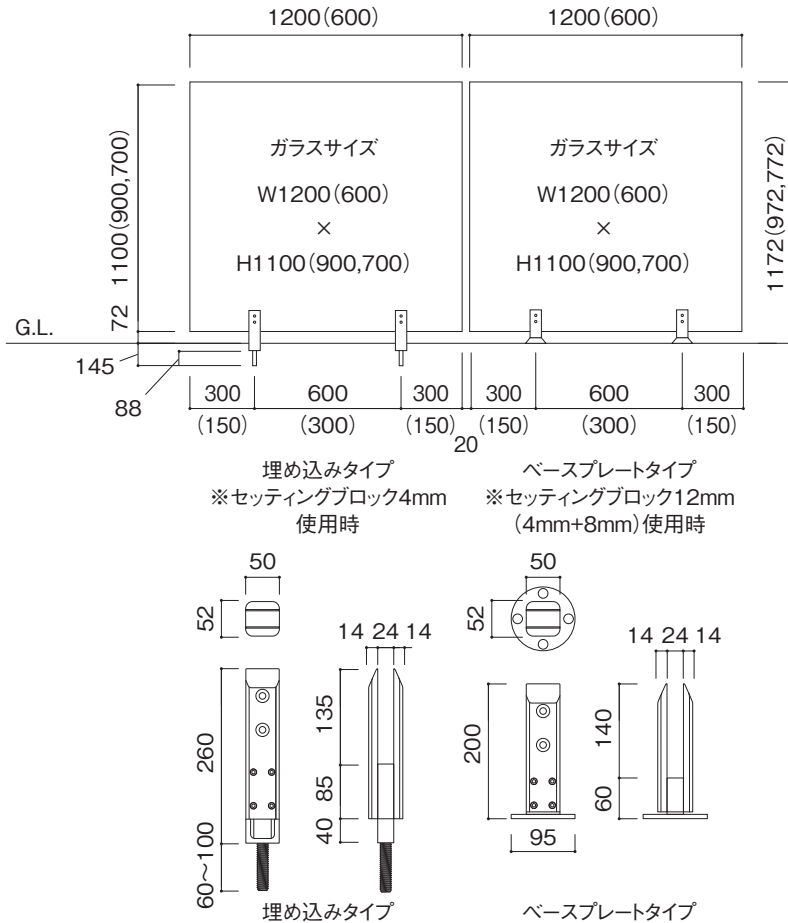 1200(600)
1200(600)
1100(900,700)
72
ガラスサイズ
W1200(600)
×
H1100(900,700)
ガラスサイズ
W1200(600)
×
H1100(900,700)
1172(972,772)
G.L.
145
88
300
(150)
600
(300)
300
(150)
20
300
(150)
600
(300)
300
(150)
埋め込みタイプ
※セッティングブロック4mm
使用時
ベースプレートタイプ
※セッティングブロック12mm
(4mm+8mm)使用時
50
52
14 24 14
260
60〜100
135
85
40
埋め込みタイプ
50
52
14 24 14
200
95
140
60
ベースプレートタイプ